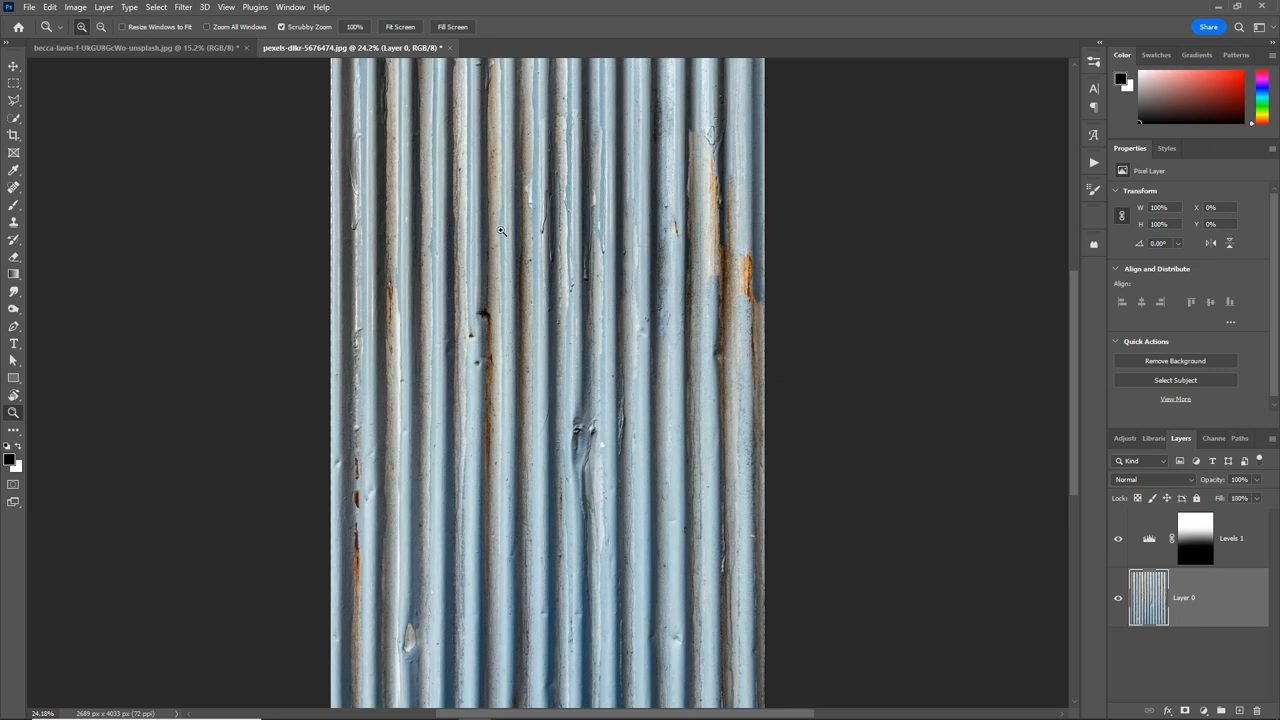 Ps File Edit Image Layer Type Select Filter 3D View Plugins Window Help
Resize Windows to Fit Zoom All Windows Scrubby Zoom 100% Fit Screen Fill Screen Share
becca-lavin-f-UkGU8GcWo-unsplash.jpg @ 15.2% (RGB/8) * × pexels-dlkr-5676474.jpg @ 24.2% (Layer 0, RGB/8) * ×
Color Swatches Gradients Patterns
Properties Styles
Pixel Layer
Transform
W 100% X 0%
H 100% Y 0%
0.00°
Align and Distribute
Align:
Quick Actions
Remove Background
Select Subject
View More
Adjustr Librarie Layers Channe Paths
Kind
Normal Opacity: 100%
Lock: Fill: 100%
Levels 1
Layer 0
24.18% 2689 px x 4033 px (72 ppi)